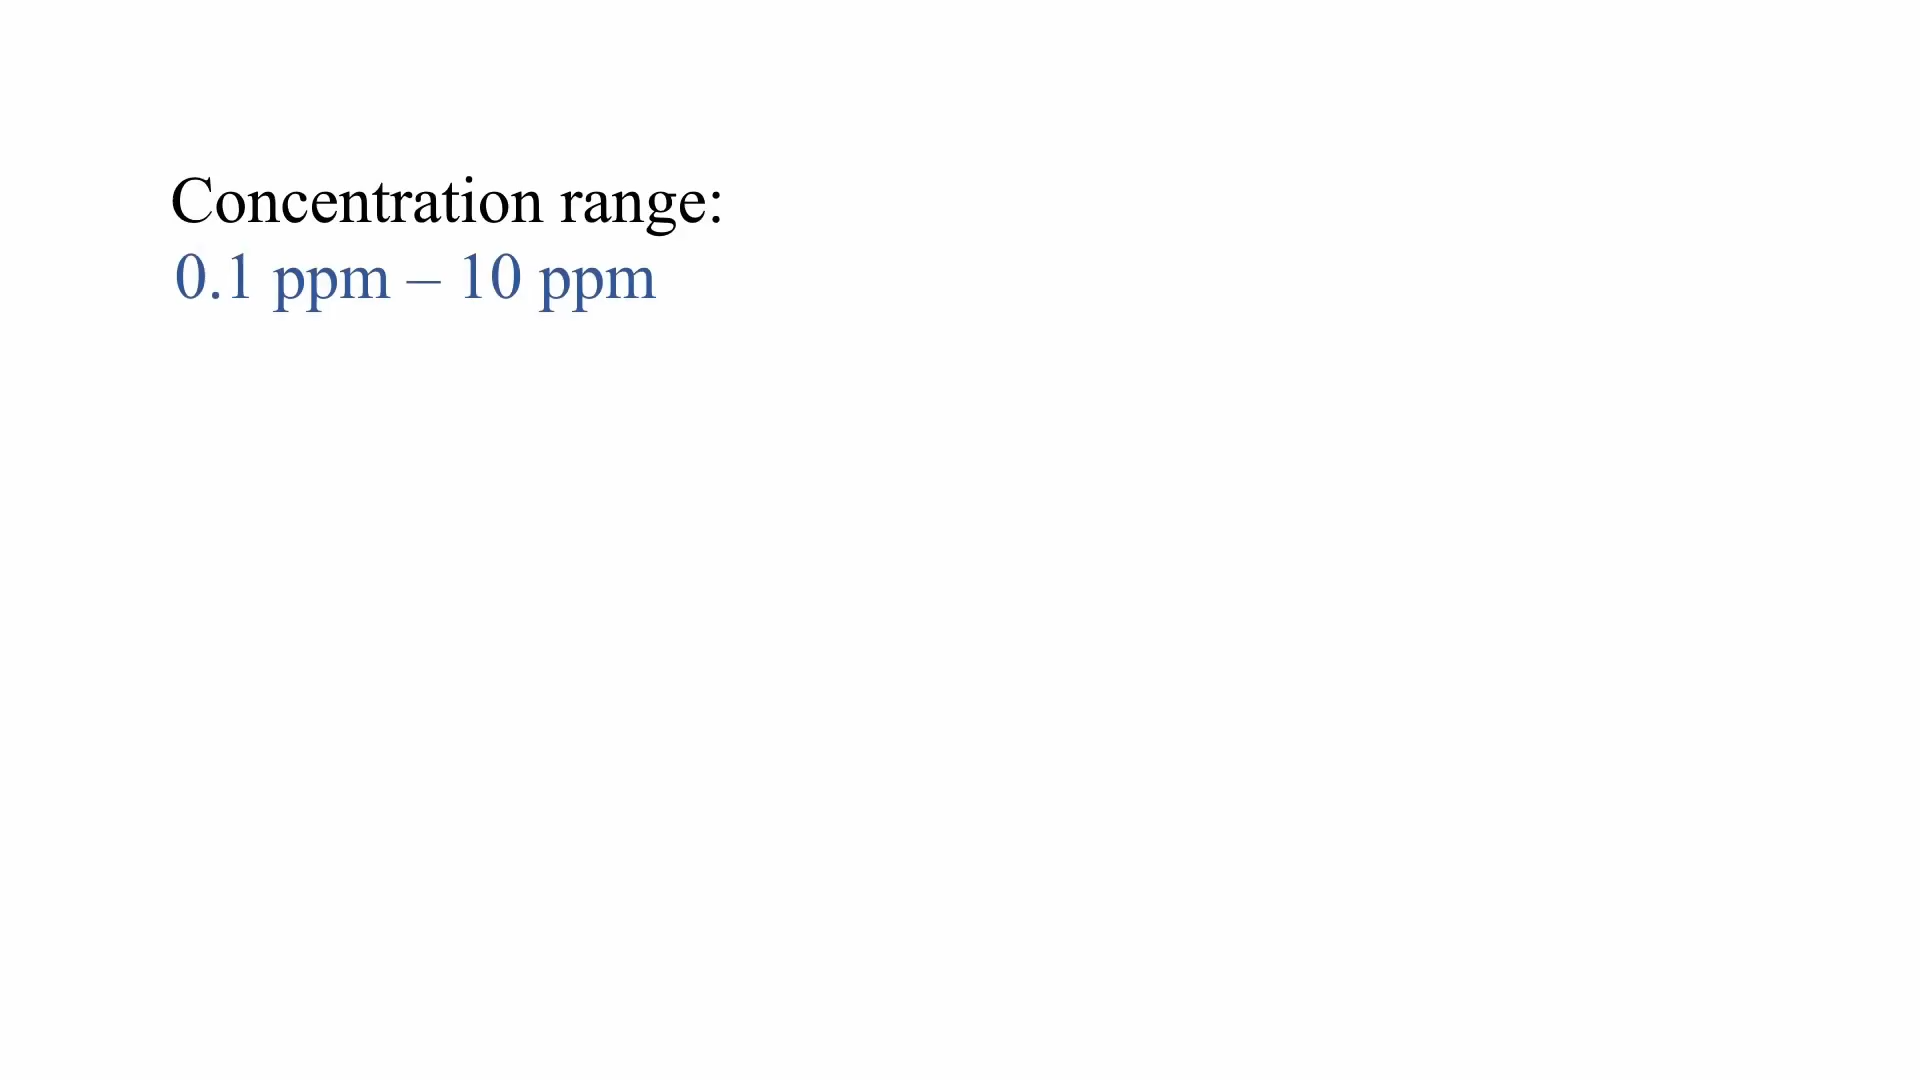 Concentration range:
0.1 ppm – 10 ppm